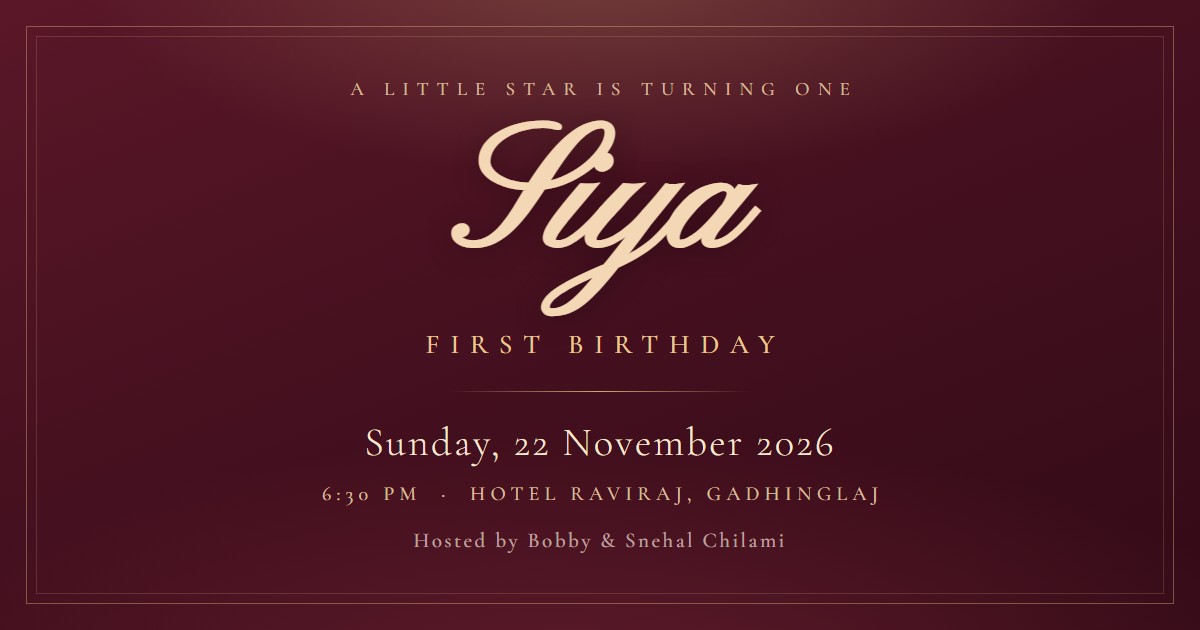 A LITTLE STAR IS TURNING ONE
Siya
FIRST BIRTHDAY
Sunday, 22 November 2026
6:30 PM · HOTEL RAVIRAJ, GADHINGLAJ
Hosted by Bobby & Snehal Chilami